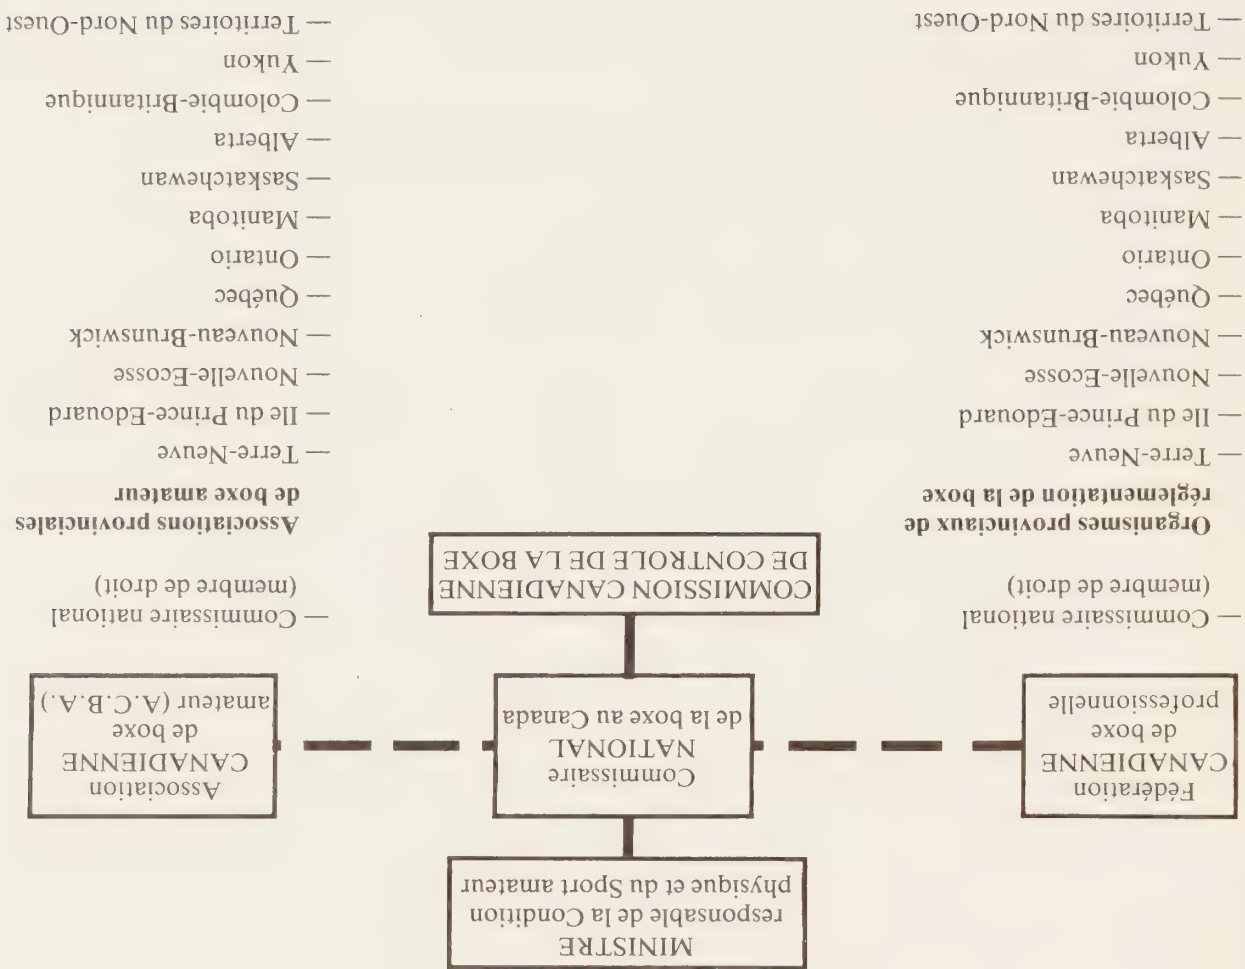 MINISTRE
responsable de la Condition
physique et du Sport amateur
Fédération
CANADIENNE
de boxe
professionnelle
Commissaire
NATIONAL
de la boxe au Canada
Association
CANADIENNE
de boxe
amateur (A.C.B.A.)
COMMISSION CANADIENNE
DE CONTROLE DE LA BOXE
— Commissaire national
(membre de droit)
Organismes provinciaux de
réglementation de la boxe
— Terre-Neuve
— Ile du Prince-Edouard
— Nouvelle-Ecosse
— Nouveau-Brunswick
— Québec
— Ontario
— Manitoba
— Saskatchewan
— Alberta
— Colombie-Britannique
— Yukon
— Territoires du Nord-Ouest
— Commissaire national
(membre de droit)
Associations provinciales
de boxe amateur
— Terre-Neuve
— Ile du Prince-Edouard
— Nouvelle-Ecosse
— Nouveau-Brunswick
— Québec
— Ontario
— Manitoba
— Saskatchewan
— Alberta
— Colombie-Britannique
— Yukon
— Territoires du Nord-Ouest